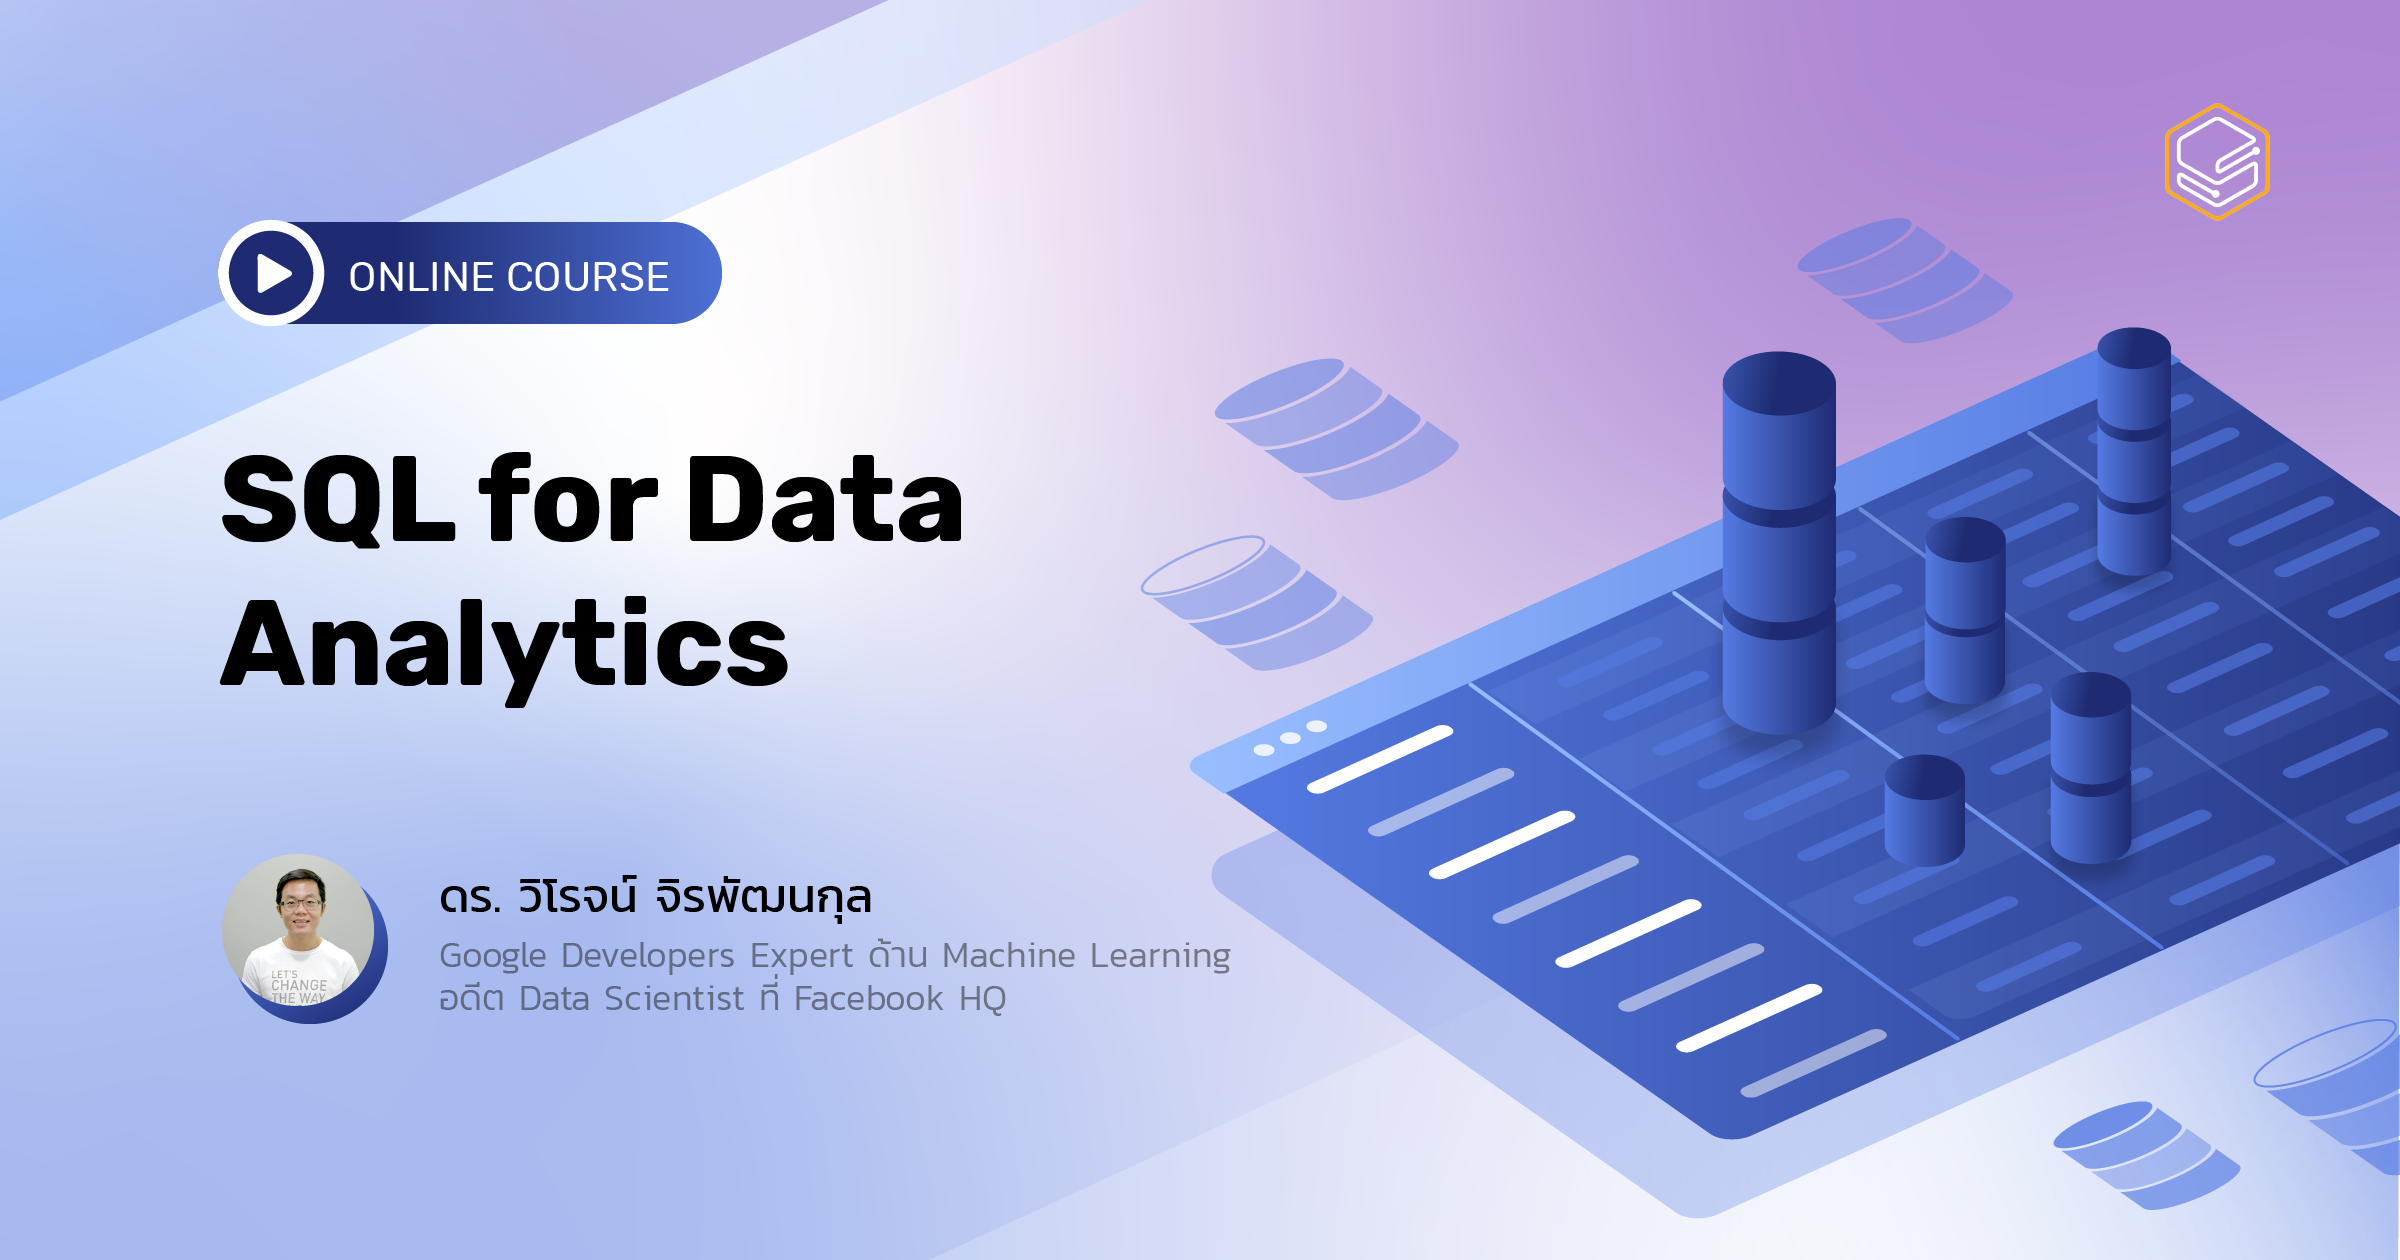 ONLINE COURSE
SQL for Data
Analytics
ดร. วิโรจน์ จิรพัฒนกุล
Google Developers Expert ด้าน Machine Learning
อดีต Data Scientist ที่ Facebook HQ
LET'S
CHANGE
THE WAY